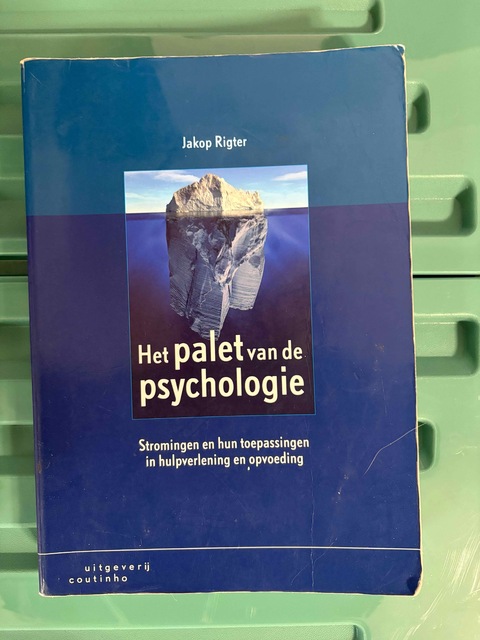 Jakop Rigter
Het palet van de
psychologie
Stromingen en hun toepassingen
in hulpverlening en opvoeding
uitgeverij
coutinho